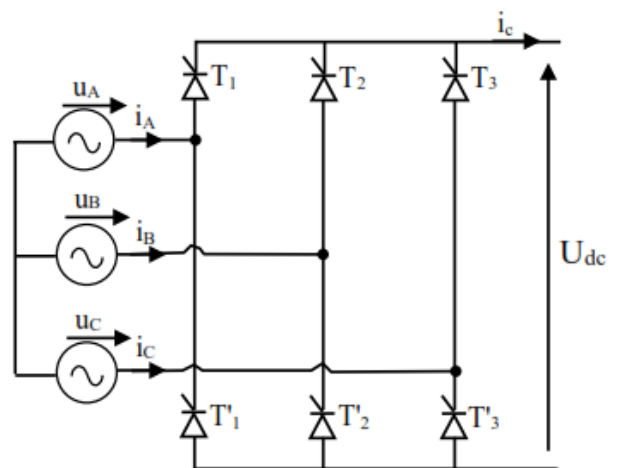 i_c
T_1 T_2 T_3
u_A
i_A
u_B
i_B
U_dc
u_C
i_C
T'_1 T'_2 T'_3